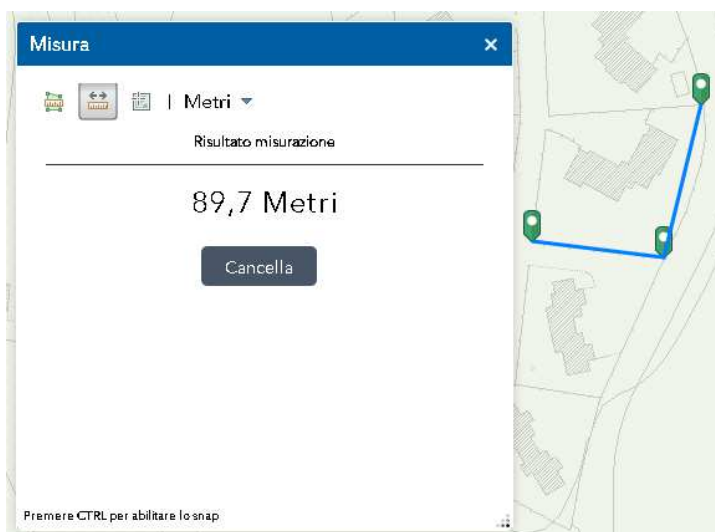 Misura
| Metri
Risultato misurazione
89,7 Metri
Cancella
Premere CTRL per abilitare lo snap